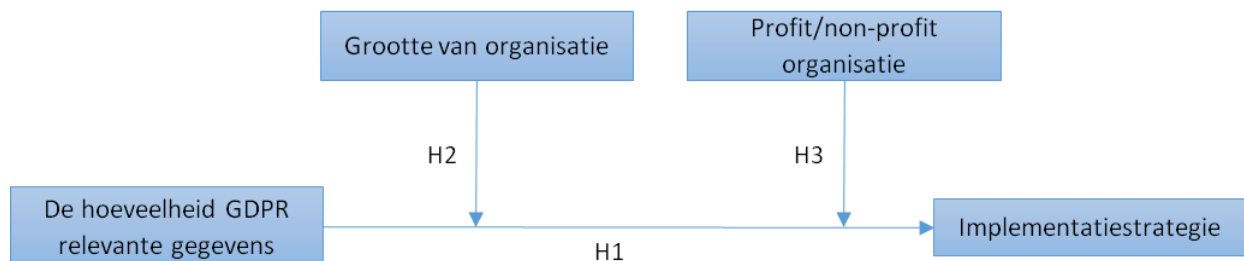 Grootte van organisatie
Profit/non-profit
organisatie
H2
H3
De hoeveelheid GDPR
relevante gegevens
Implementatiestrategie
H1